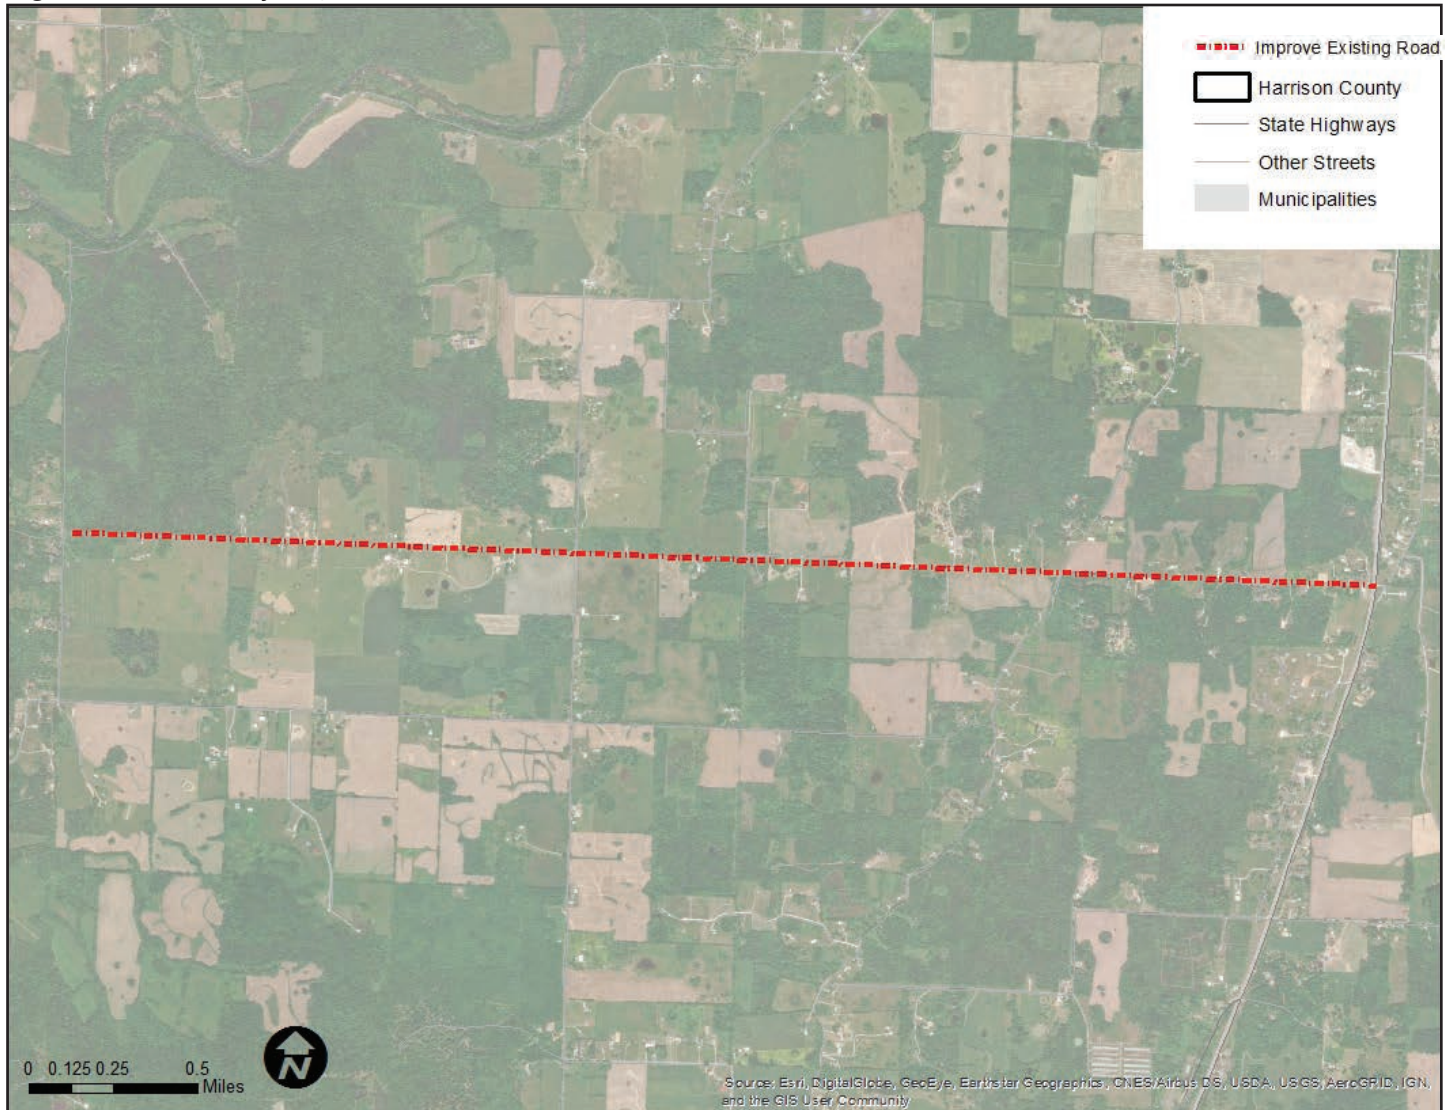 Improve Existing Road
Harrison County
State Highways
Other Streets
Municipalities
0 0.125 0.25 0.5
Miles
N
Source: Esri, DigitalGlobe, GeoEye, Earthstar Geographics, CNES/Airbus DS, USDA, USGS, AeroGRID, IGN,
and the GIS User Community